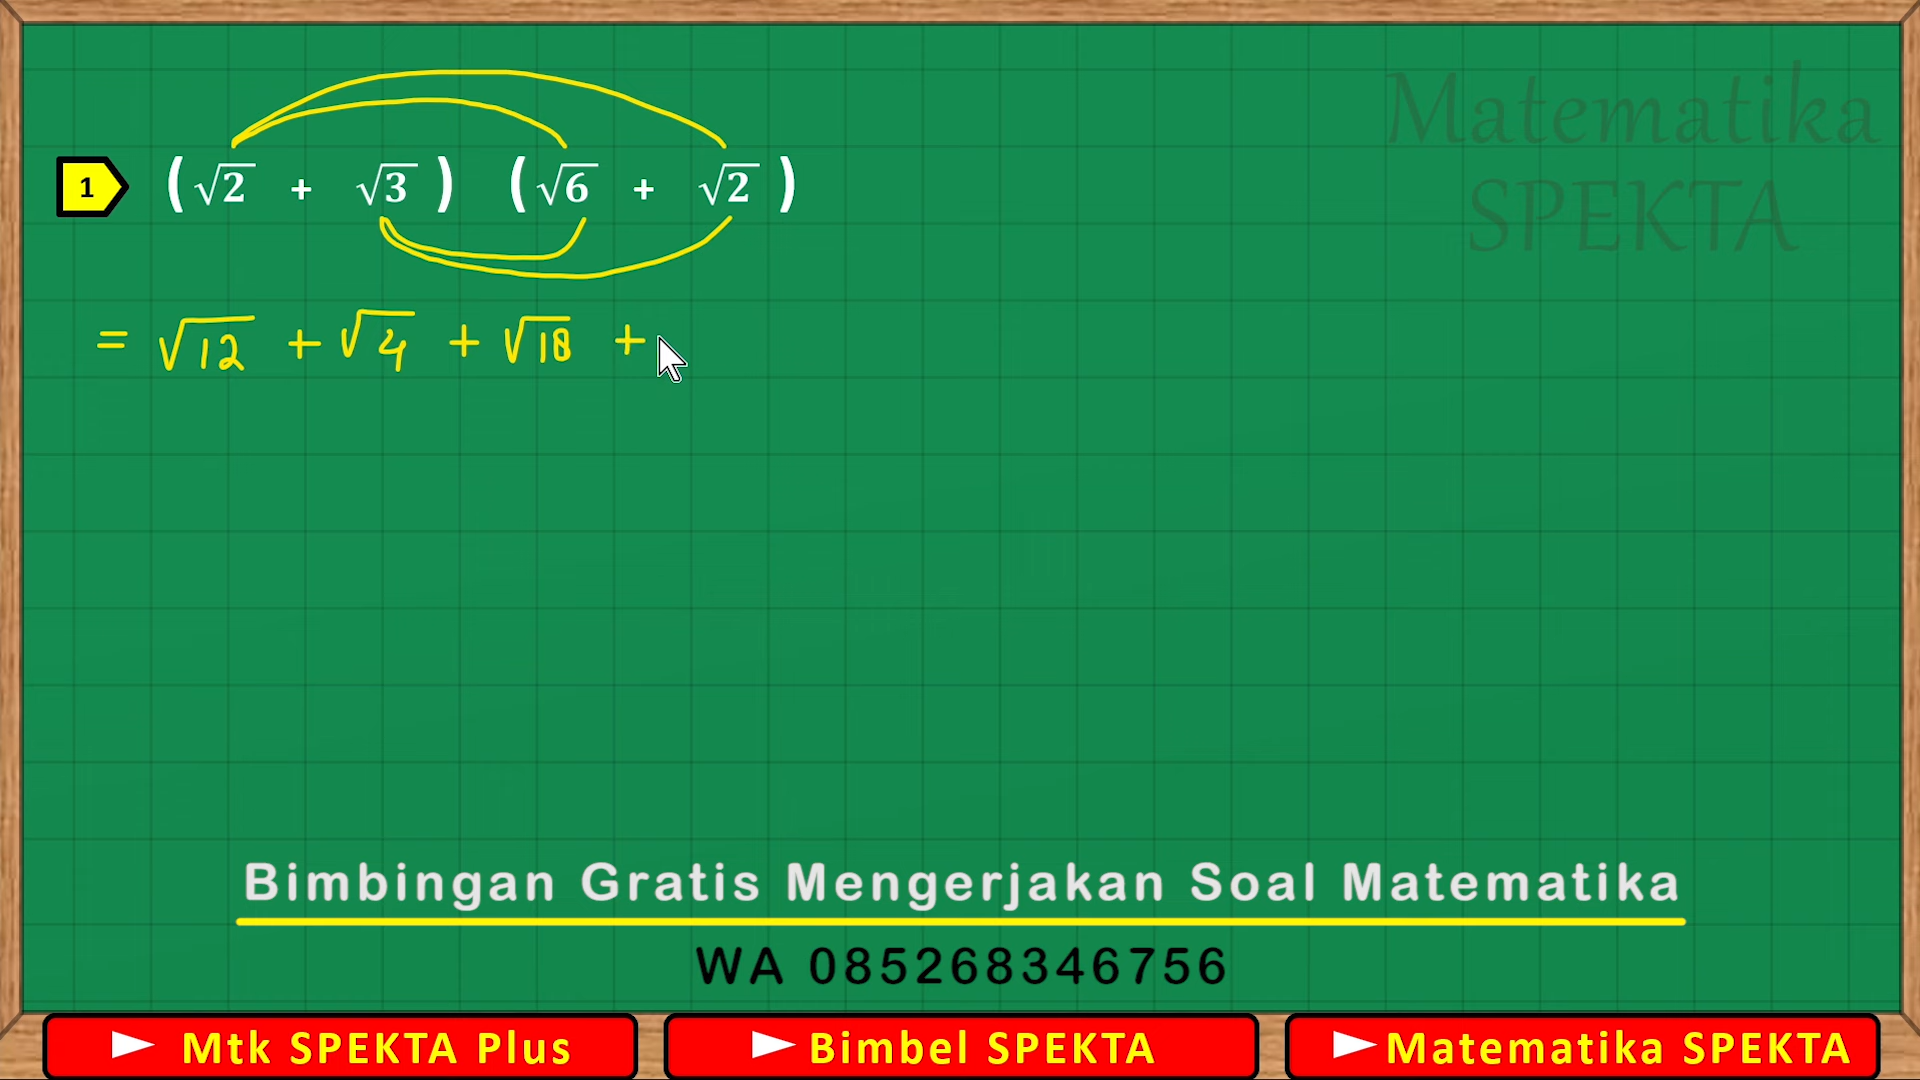 Matematika
SPEKTA
1 (√2 + √3) (√6 + √2)
= √12 + √4 + √18 +
Bimbingan Gratis Mengerjakan Soal Matematika
WA 085268346756
Mtk SPEKTA Plus
Bimbel SPEKTA
Matematika SPEKTA